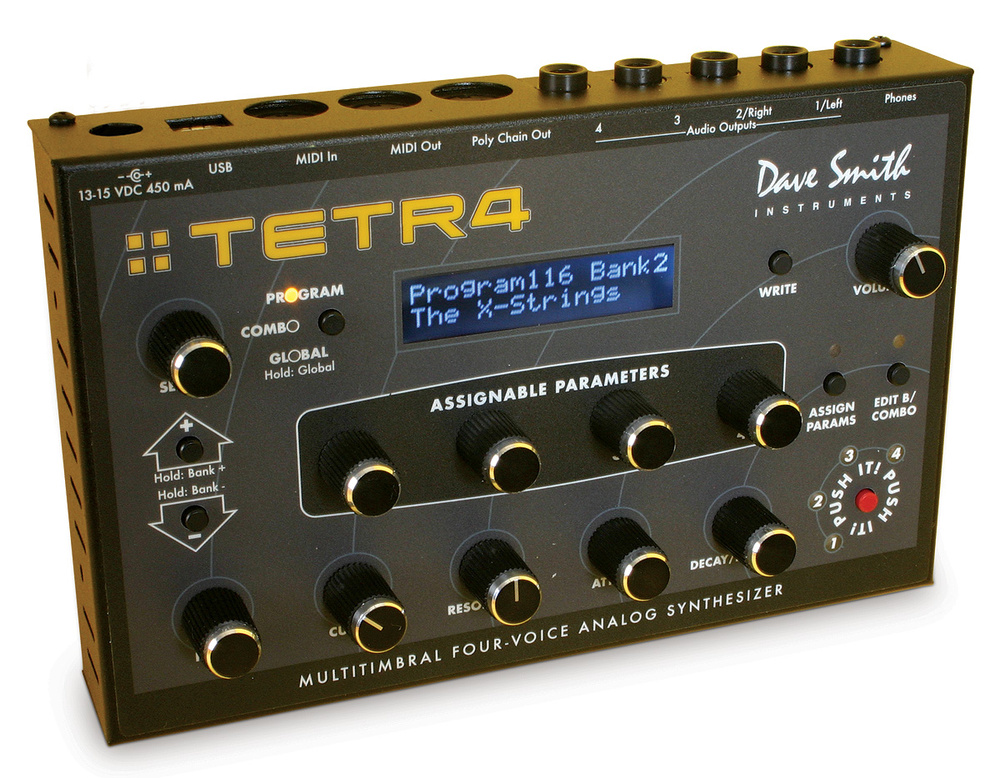 13-15 VDC 450 mA
USB
MIDI In
MIDI Out
Poly Chain Out
4
3
2/Right
1/Left
Audio Outputs
Phones
TETR4
Dave Smith
INSTRUMENTS
PROGRAM
COMBO
GLOBAL
Hold: Global
Program116 Bank2
The X-Strings
WRITE
ASSIGNABLE PARAMETERS
ASSIGN
PARAMS
EDIT B/
COMBO
+
Hold: Bank +
Hold: Bank -
-
1
2
3
4
PUSH IT! PUSH IT!
MULTITIMBRAL FOUR-VOICE ANALOG SYNTHESIZER